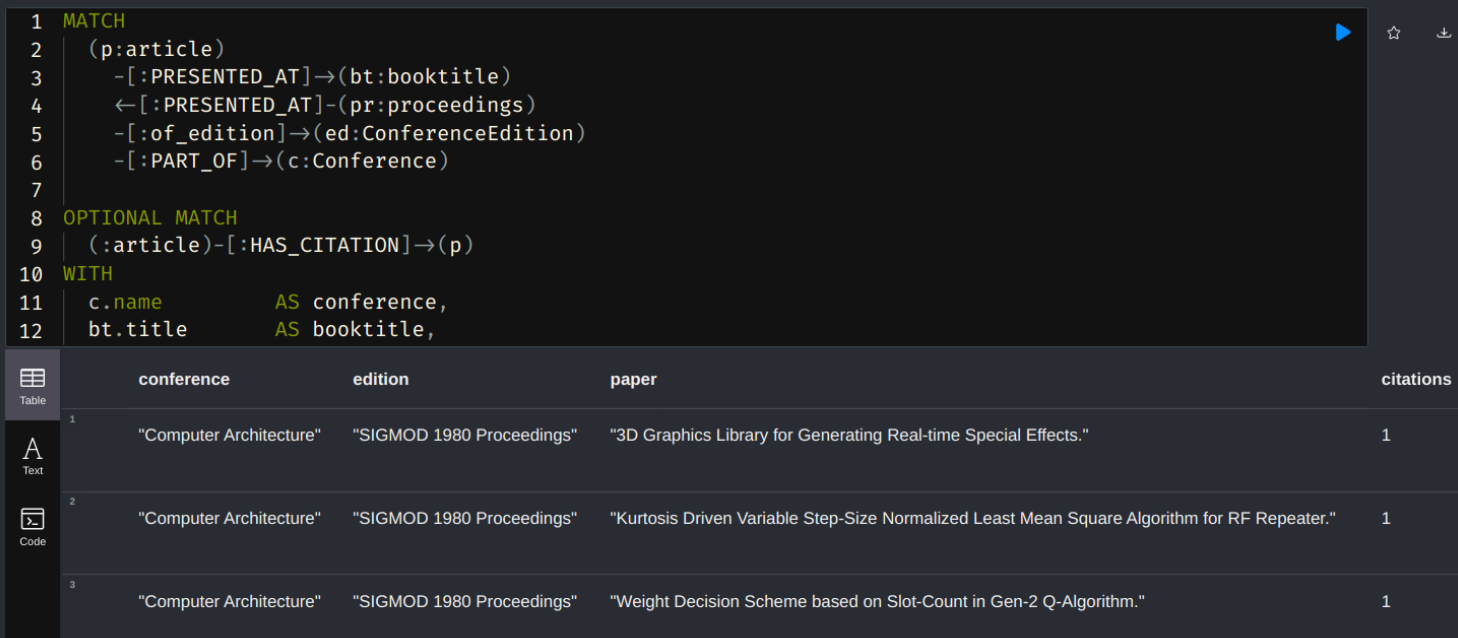 1 MATCH
2 (p:article)
3 -[:PRESENTED_AT]->(bt:booktitle)
4 <-[:PRESENTED_AT]-(pr:proceedings)
5 -[:of_edition]->(ed:ConferenceEdition)
6 -[:PART_OF]->(c:Conference)
7
8 OPTIONAL MATCH
9 (:article)-[:HAS_CITATION]->(p)
10 WITH
11 c.name AS conference,
12 bt.title AS booktitle,
Table
Text
Code
conference edition paper citations
1 "Computer Architecture" "SIGMOD 1980 Proceedings" "3D Graphics Library for Generating Real-time Special Effects." 1
2 "Computer Architecture" "SIGMOD 1980 Proceedings" "Kurtosis Driven Variable Step-Size Normalized Least Mean Square Algorithm for RF Repeater." 1
3 "Computer Architecture" "SIGMOD 1980 Proceedings" "Weight Decision Scheme based on Slot-Count in Gen-2 Q-Algorithm." 1